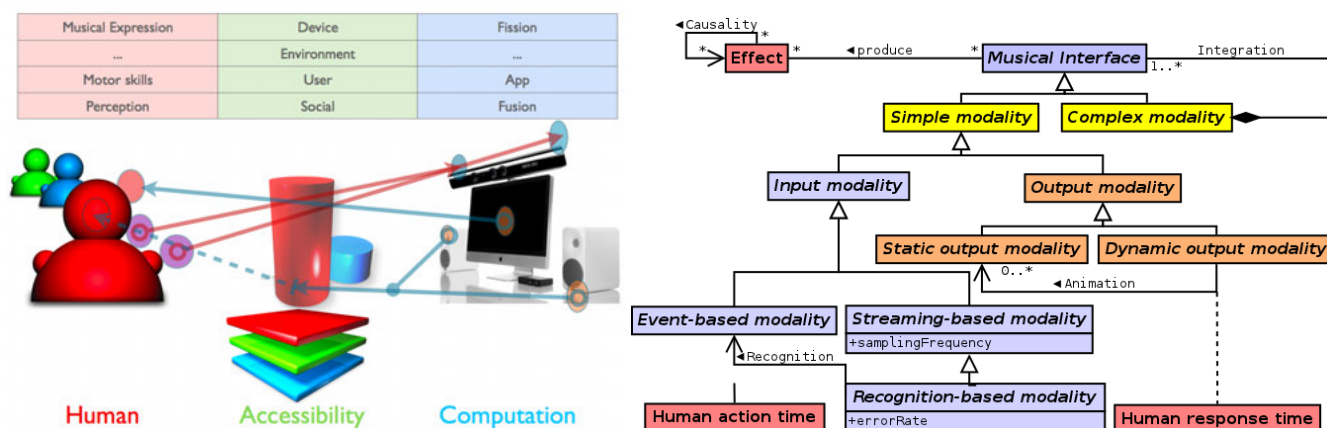 Musical Expression Device Fission
... Environment ...
Motor skills User App
Perception Social Fusion
Human Accessibility Computation
◄Causality
*
* Effect * ◄produce * Musical Interface Integration
1..*
Simple modality Complex modality
Input modality Output modality
Static output modality Dynamic output modality
0..*
◄Animation
Event-based modality Streaming-based modality
+samplingFrequency
◄Recognition
Recognition-based modality
Human action time +errorRate Human response time